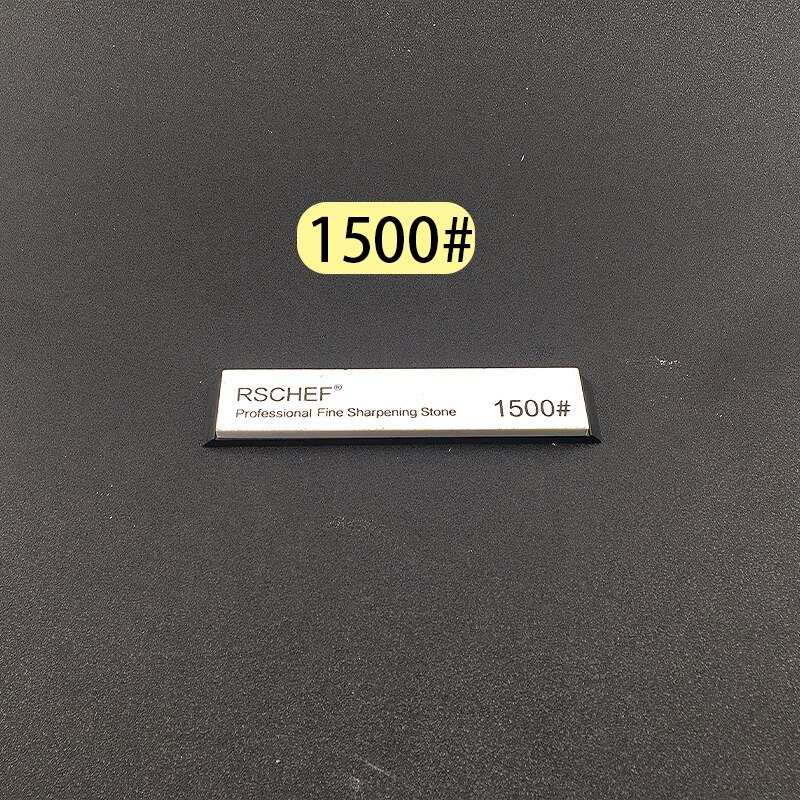 1500#
RSCHEF®
Professional Fine Sharpening Stone
1500#